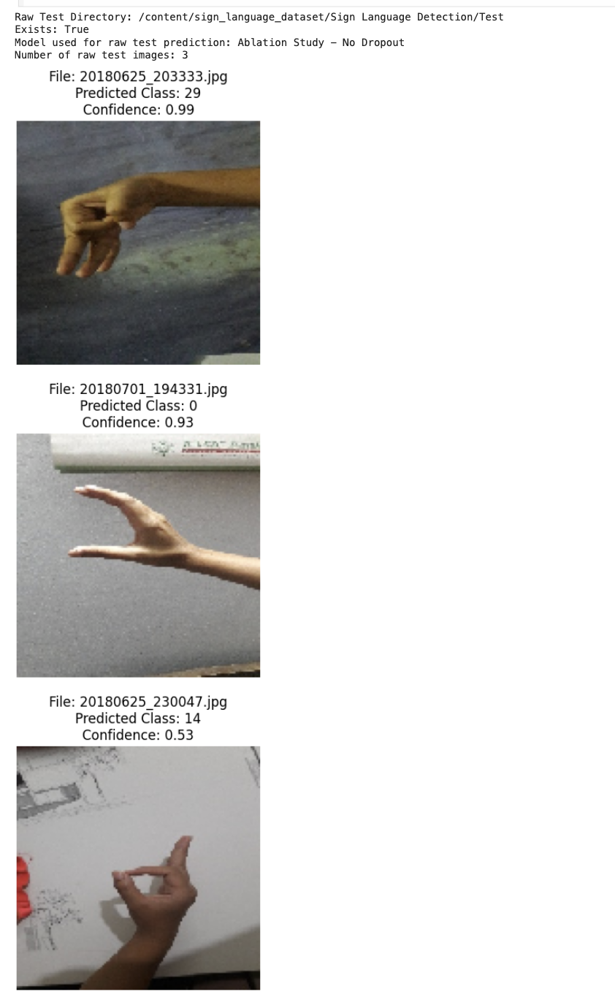 Raw Test Directory: /content/sign_language_dataset/Sign Language Detection/Test
Exists: True
Model used for raw test prediction: Ablation Study – No Dropout
Number of raw test images: 3
File: 20180625_203333.jpg
Predicted Class: 29
Confidence: 0.99
File: 20180701_194331.jpg
Predicted Class: 0
Confidence: 0.93
File: 20180625_230047.jpg
Predicted Class: 14
Confidence: 0.53